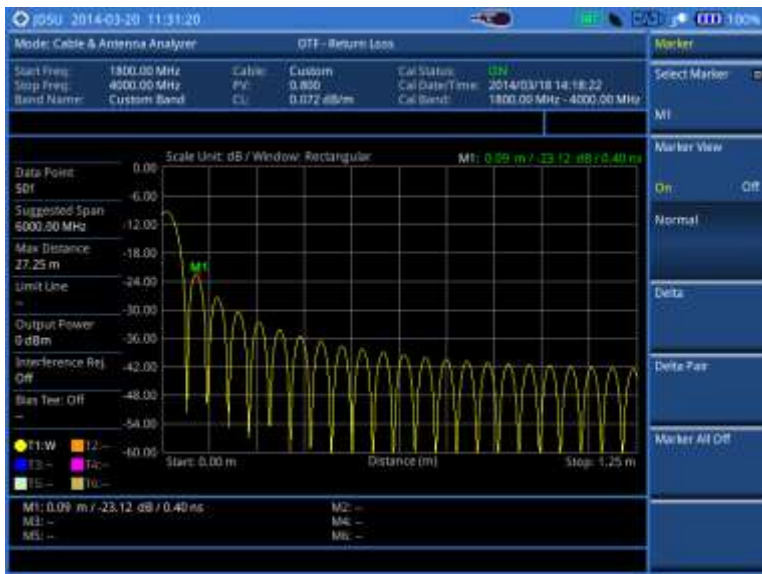 JDSU 2014-03-20 11:31:20
100%
Mode: Cable & Antenna Analyzer DTF - Return Loss
Marker
Start Freq: 1800.00 MHz Cable: Custom Cal Status: ON
Stop Freq: 4000.00 MHz PV: 0.800 Cal Date/Time: 2014/03/18 14:18:22
Band Name: Custom Band CL: 0.072 dB/m Cal Band: 1800.00 MHz - 4000.00 MHz
Select Marker
M1
Marker View
On Off
Normal
Delta
Delta Pair
Marker All Off
Scale Unit: dB / Window: Rectangular M1: 0.09 m / -23.12 dB / 0.40 ns
Data Point
501
Suggested Span
6000.00 MHz
Max Distance
27.25 m
Limit Line
--
Output Power
0 dBm
Interference Rej.
Off
Bias Tee: Off
--
0.00
-6.00
-12.00
-18.00
-24.00
-30.00
-36.00
-42.00
-48.00
-54.00
-60.00
M1
Start: 0.00 m Distance (m) Stop: 1.25 m
T1:W T2:--
T3:-- T4:--
T5:-- T6:--
M1: 0.09 m / -23.12 dB / 0.40 ns M2: --
M3: -- M4: --
M5: -- M6: --